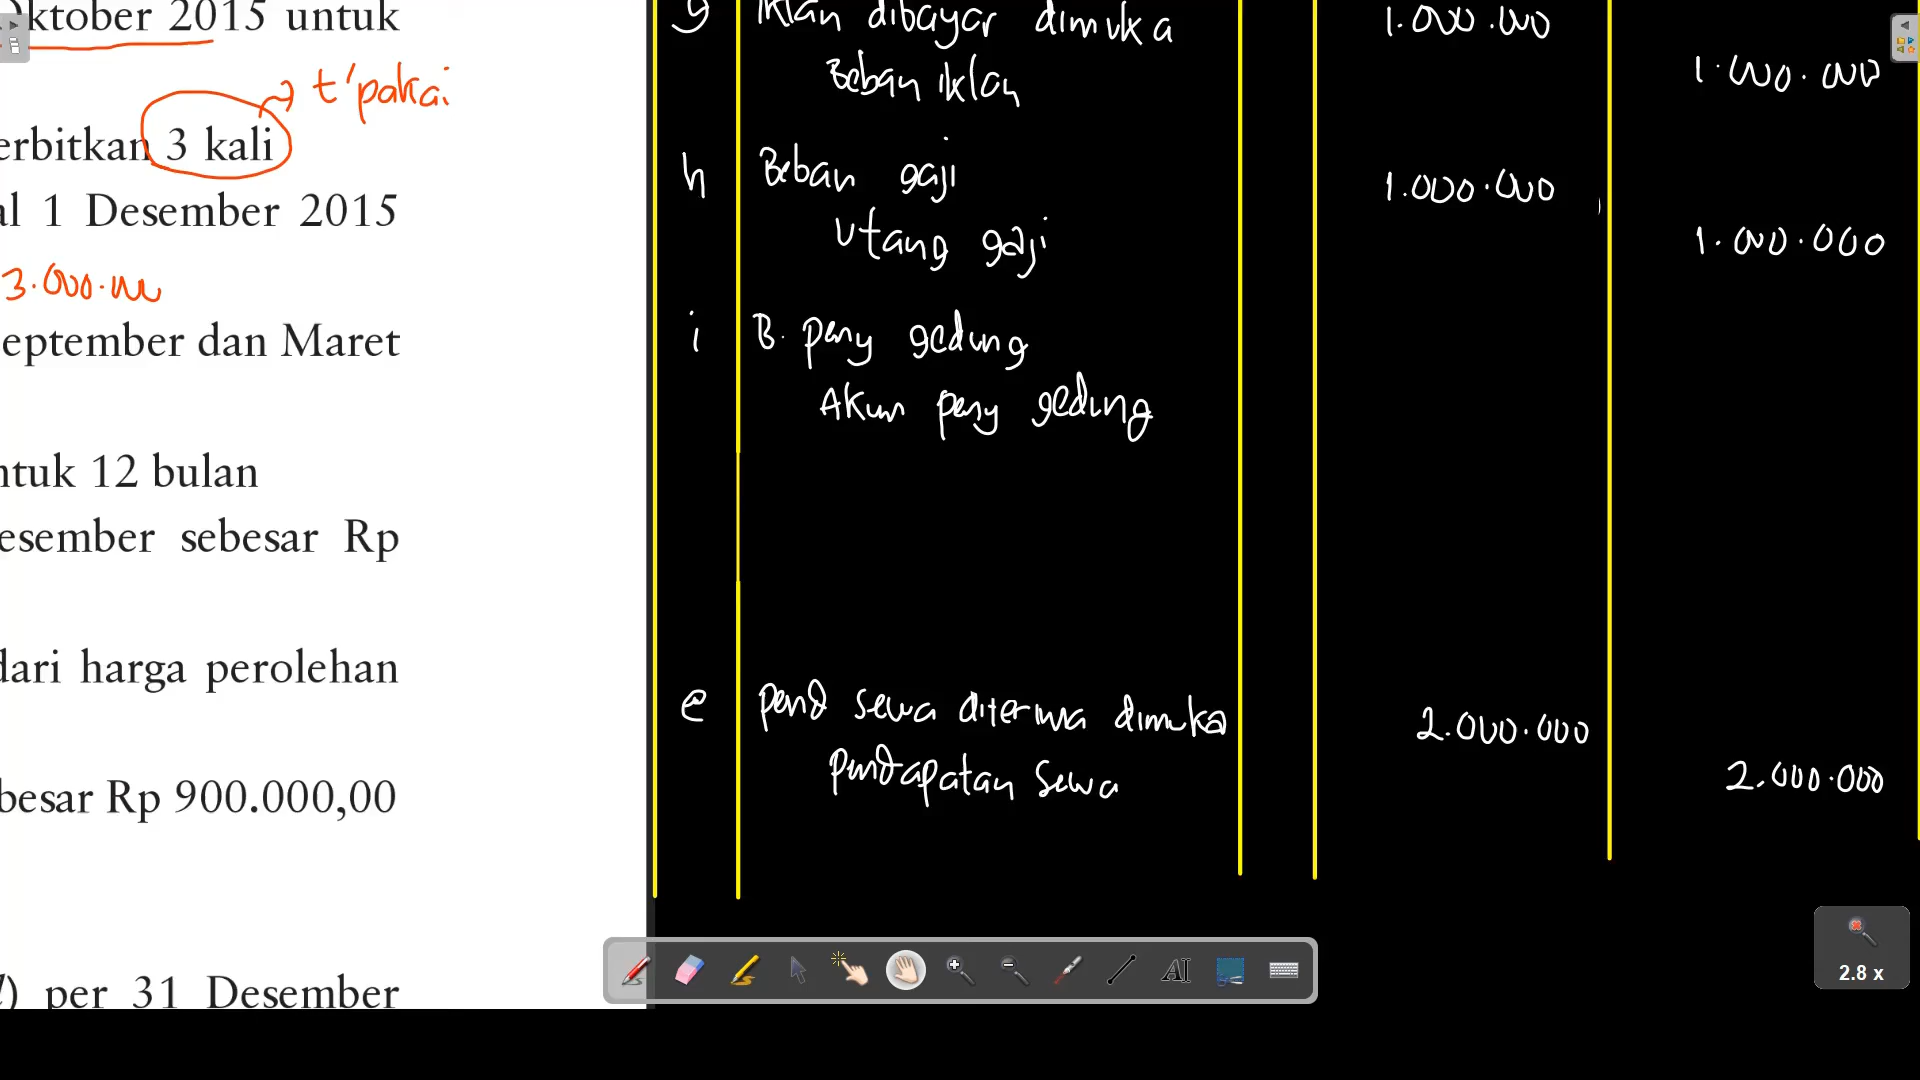 Oktober 2015 untuk
t'pakai
erbitkan 3 kali
al 1 Desember 2015
3.000.000
eptember dan Maret
ntuk 12 bulan
esember sebesar Rp
dari harga perolehan
besar Rp 900.000,00
) per 31 Desember
g Iklan dibayar dimuka 1.000.000
Beban iklan 1.000.000
h Beban gaji 1.000.000
Utang gaji 1.000.000
i B. peny gedung
Akum peny gedung
e pend sewa diterima dimuka 2.000.000
pendapatan sewa 2.000.000
AI
2.8 x